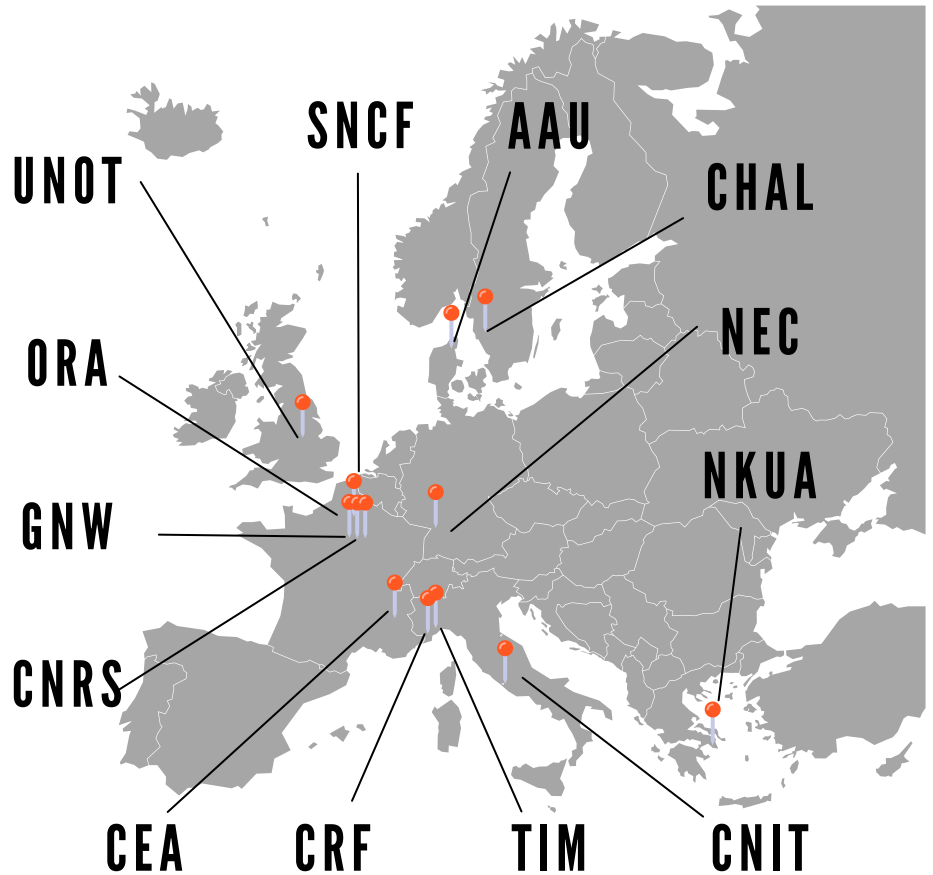 SNCF
AAU
UNOT
CHAL
NEC
ORA
NKUA
GNW
CNRS
CEA
CRF
TIM
CNIT